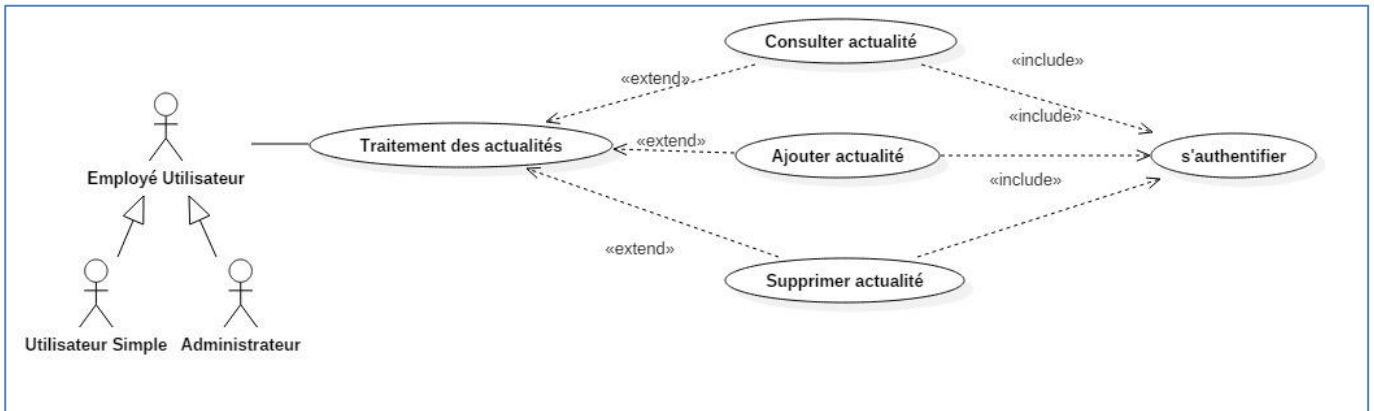 Consulter actualité
«include»
«extend»
«include»
«extend»
Traitement des actualités
Ajouter actualité
s'authentifier
Employé Utilisateur
«include»
«extend»
Supprimer actualité
Utilisateur Simple
Administrateur